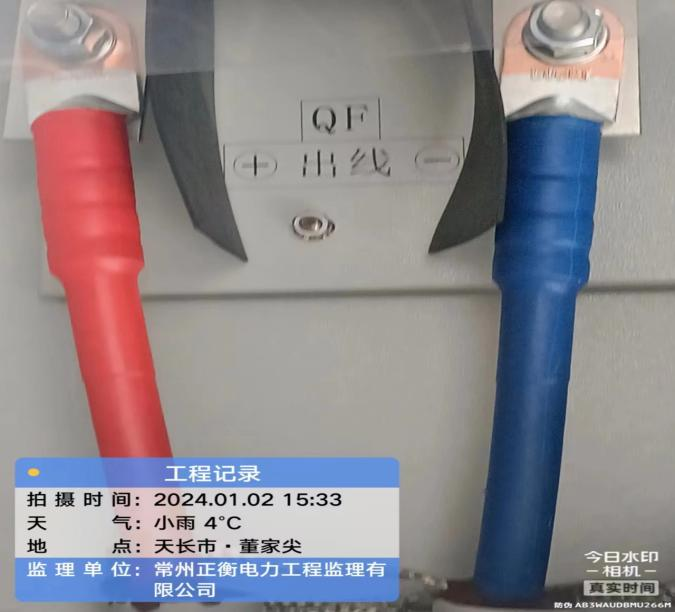 QF
⊕ 出线 ⊖
工程记录
拍摄时间：2024.01.02 15:33
天气：小雨 4°C
地点：天长市·董家尖
监理单位：常州正衡电力工程监理有
限公司
今日水印
-相机-
真实时间
防伪 AB3WAUDBMU266M